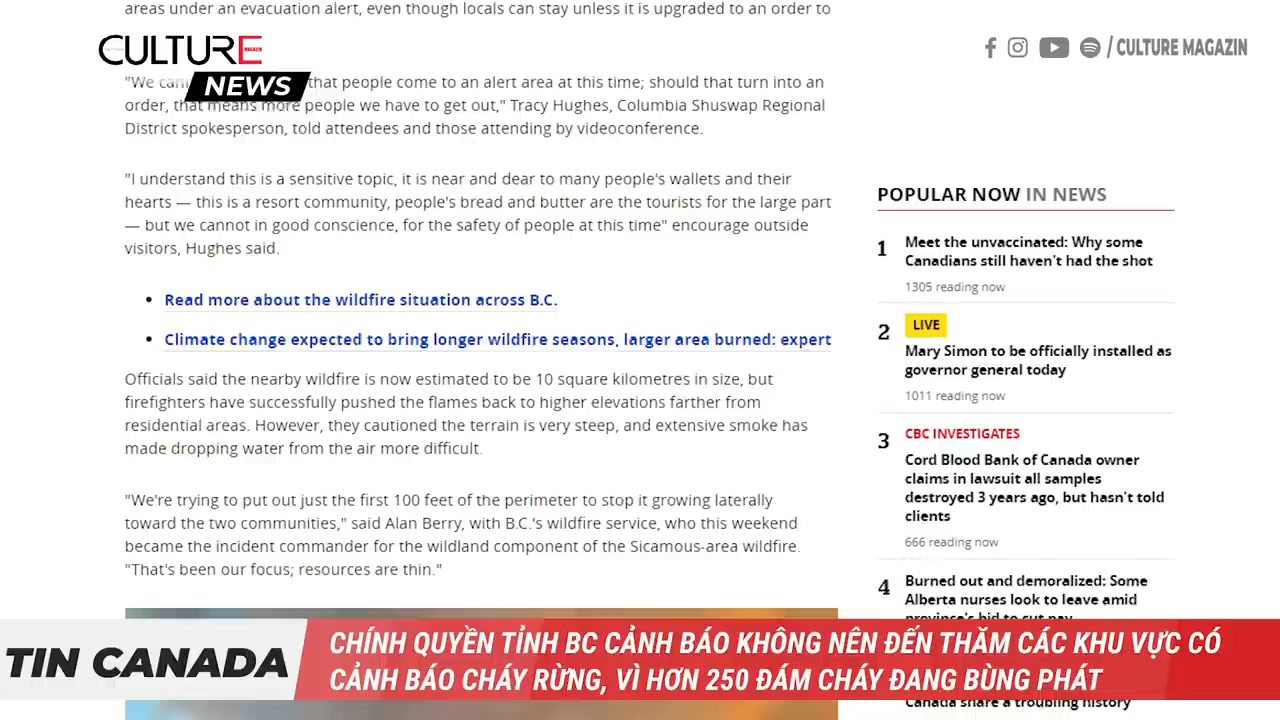 areas under an evacuation alert, even though locals can stay unless it is upgraded to an order to
CULTURE
NEWS
/ CULTURE MAGAZIN
"We that people come to an alert area at this time; should that turn into an
order, that means more people we have to get out," Tracy Hughes, Columbia Shuswap Regional
District spokesperson, told attendees and those attending by videoconference.
"I understand this is a sensitive topic, it is near and dear to many people's wallets and their
hearts — this is a resort community, people's bread and butter are the tourists for the large part
— but we cannot in good conscience, for the safety of people at this time" encourage outside
visitors, Hughes said.
• Read more about the wildfire situation across B.C.
• Climate change expected to bring longer wildfire seasons, larger area burned: expert
Officials said the nearby wildfire is now estimated to be 10 square kilometres in size, but
firefighters have successfully pushed the flames back to higher elevations farther from
residential areas. However, they cautioned the terrain is very steep, and extensive smoke has
made dropping water from the air more difficult.
"We're trying to put out just the first 100 feet of the perimeter to stop it growing laterally
toward the two communities," said Alan Berry, with B.C.'s wildfire service, who this weekend
became the incident commander for the wildland component of the Sicamous-area wildfire.
"That's been our focus; resources are thin."
POPULAR NOW IN NEWS
1
Meet the unvaccinated: Why some
Canadians still haven't had the shot
1305 reading now
2
LIVE
Mary Simon to be officially installed as
governor general today
1011 reading now
3
CBC INVESTIGATES
Cord Blood Bank of Canada owner
claims in lawsuit all samples
destroyed 3 years ago, but hasn't told
clients
666 reading now
4
Burned out and demoralized: Some
Alberta nurses look to leave amid
province's bid to cut pay
Canada share a troubling history
TIN CANADA
CHÍNH QUYỀN TỈNH BC CẢNH BÁO KHÔNG NÊN ĐẾN THĂM CÁC KHU VỰC CÓ
CẢNH BÁO CHÁY RỪNG, VÌ HƠN 250 ĐÁM CHÁY ĐANG BÙNG PHÁT